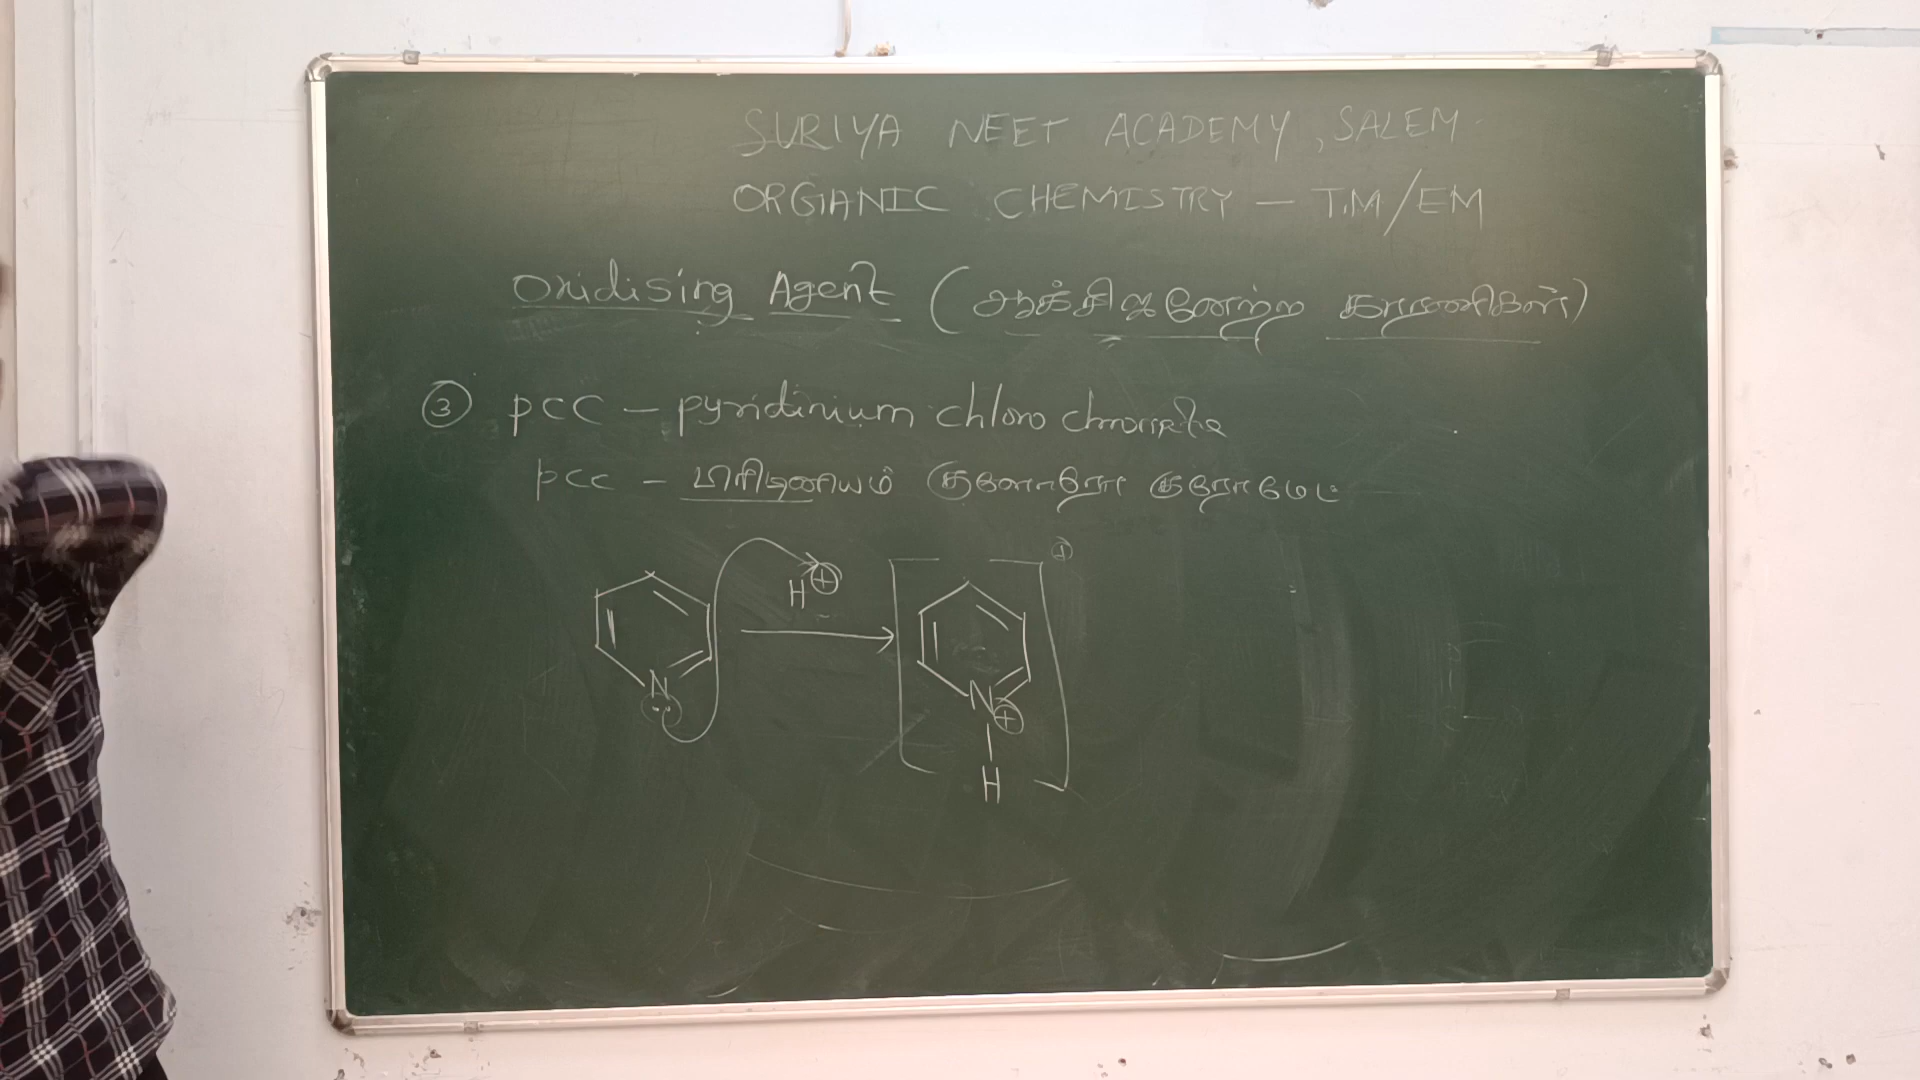 SURIYA NEET ACADEMY, SALEM.
ORGANIC CHEMISTRY – T.M/EM
Oxidising Agent (ஆக்சிஜனேற்ற காரணிகள்)
③ pcc – pyridinium chloro chromate
pcc – பிரிடினியம் குளோரோ குரோமேட்
H⊕
⊕
N
N⊕
H